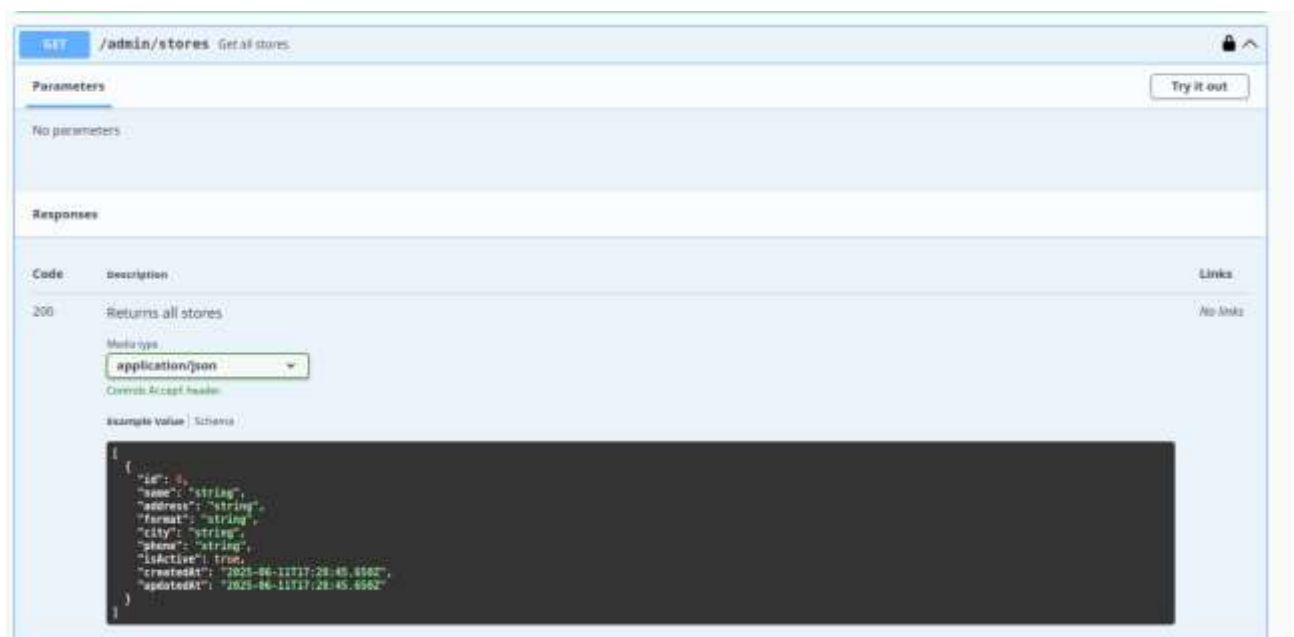 GET /admin/stores Get all stores
Parameters
Try it out
No parameters
Responses
Code Description Links
200 Returns all stores No links
Media type
application/json
Controls Accept header.
Example Value | Schema
[
{
"id": 0,
"name": "string",
"address": "string",
"format": "string",
"city": "string",
"phone": "string",
"isActive": true,
"createdAt": "2025-06-11T17:28:45.650Z",
"updatedAt": "2025-06-11T17:28:45.650Z"
}
]